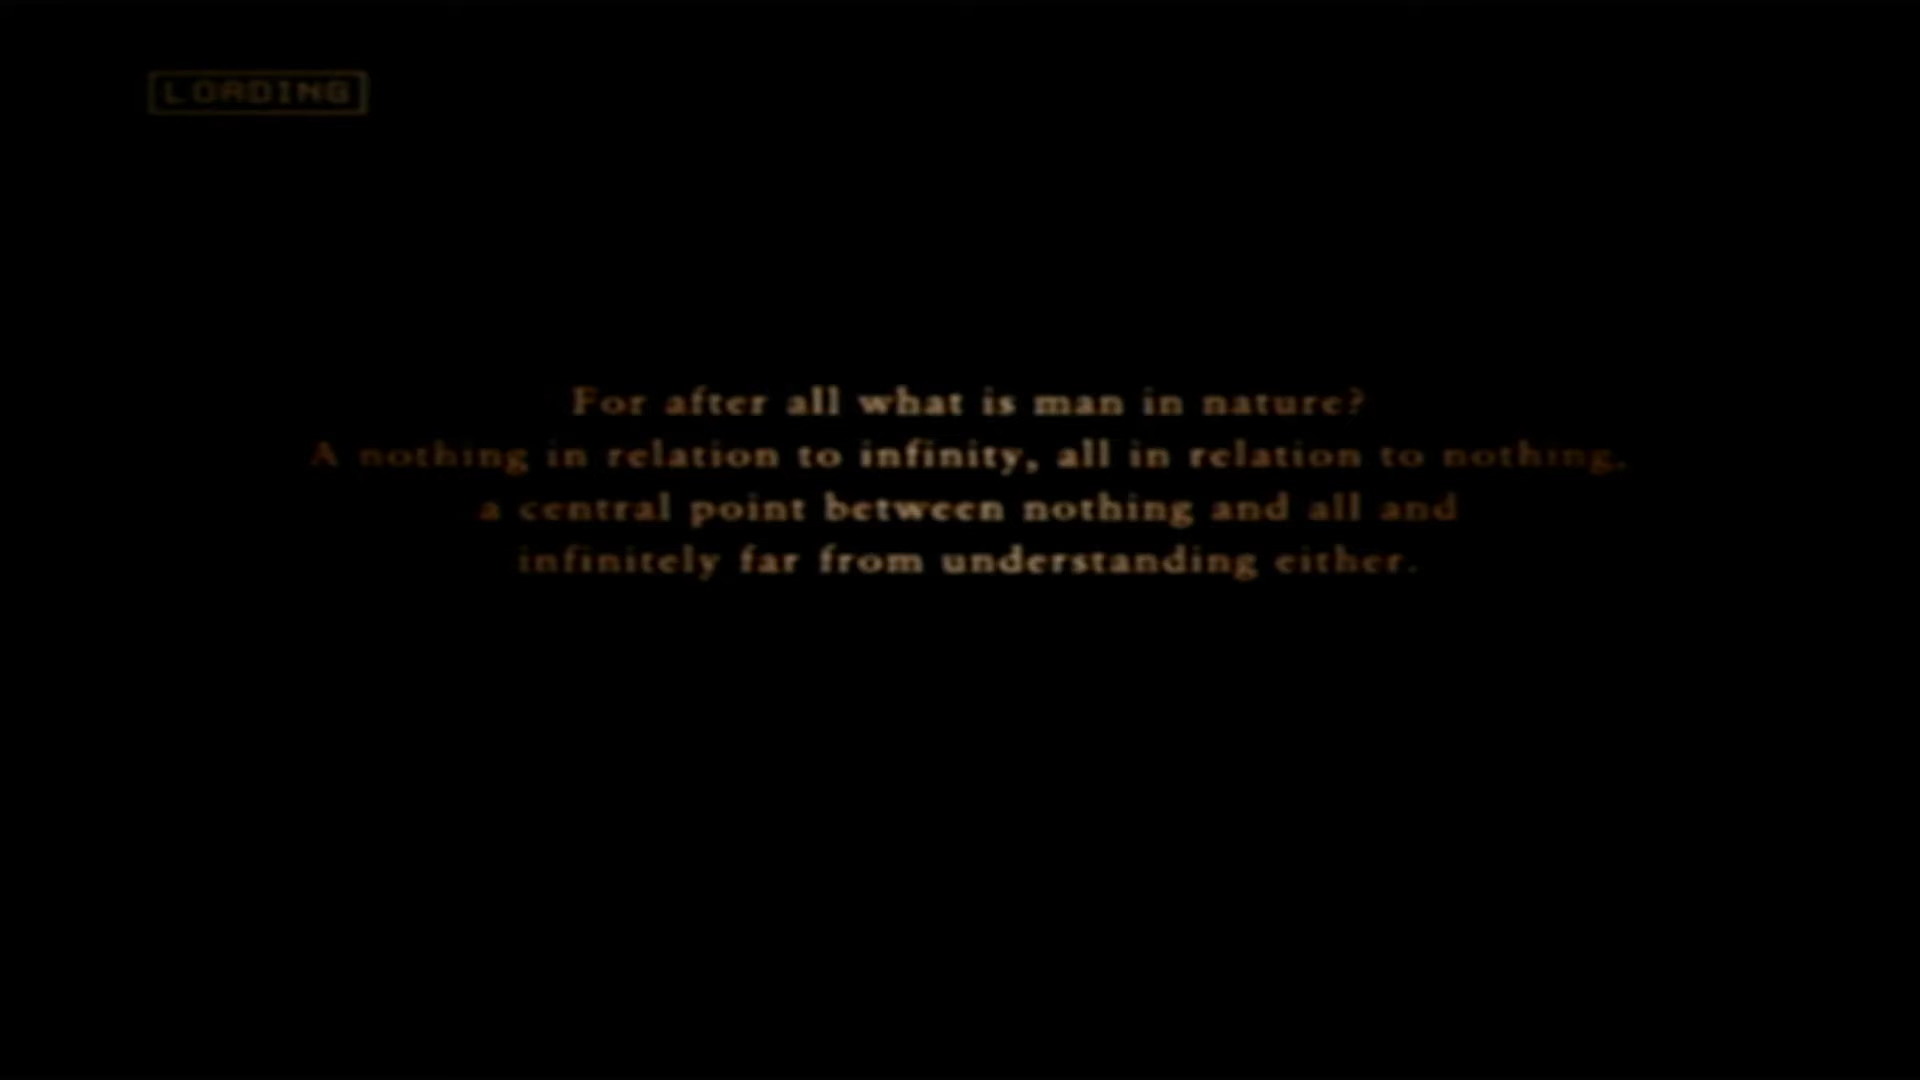 LOADING
For after all what is man in nature?
A nothing in relation to infinity, all in relation to nothing,
a central point between nothing and all and
infinitely far from understanding either.